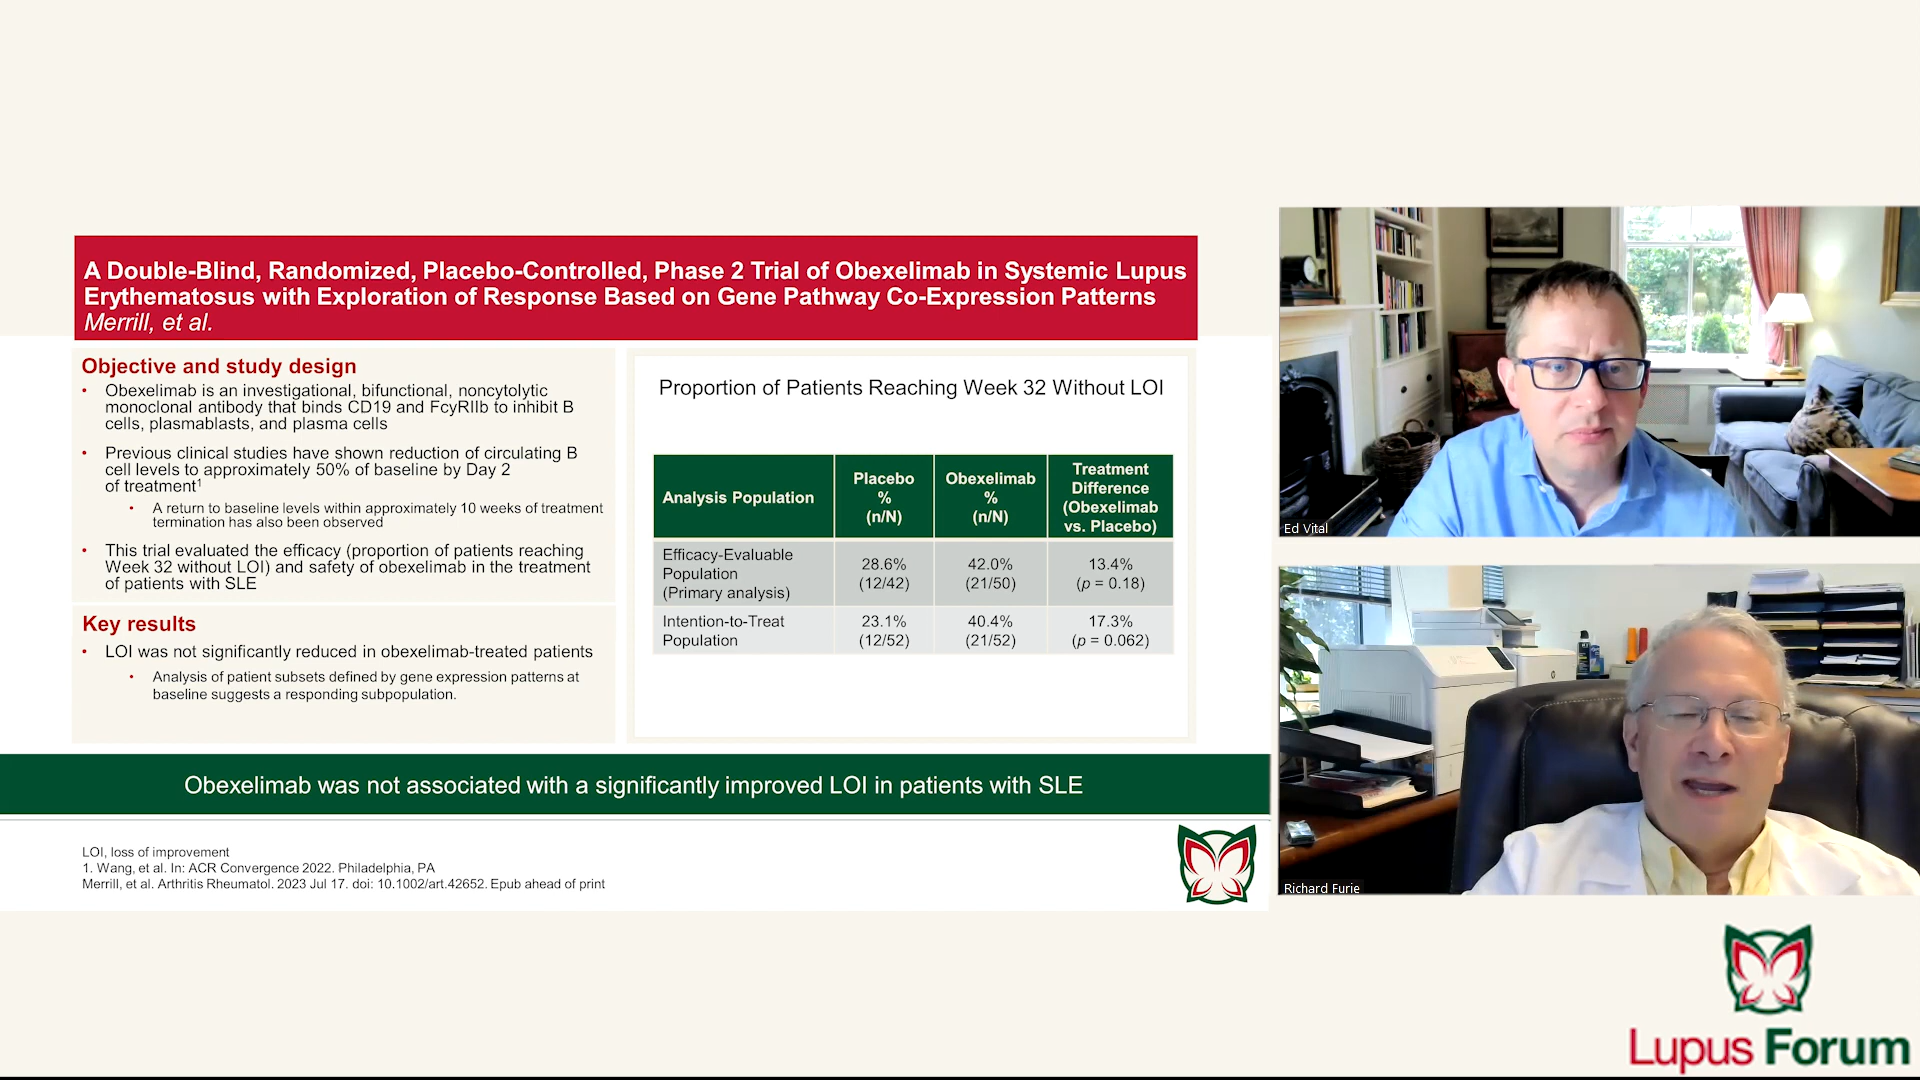 A Double-Blind, Randomized, Placebo-Controlled, Phase 2 Trial of Obexelimab in Systemic Lupus
Erythematosus with Exploration of Response Based on Gene Pathway Co-Expression Patterns
Merrill, et al.
Objective and study design
• Obexelimab is an investigational, bifunctional, noncytolytic
monoclonal antibody that binds CD19 and FcyRIIb to inhibit B
cells, plasmablasts, and plasma cells
• Previous clinical studies have shown reduction of circulating B
cell levels to approximately 50% of baseline by Day 2
of treatment¹
• A return to baseline levels within approximately 10 weeks of treatment
termination has also been observed
• This trial evaluated the efficacy (proportion of patients reaching
Week 32 without LOI) and safety of obexelimab in the treatment
of patients with SLE
Key results
• LOI was not significantly reduced in obexelimab-treated patients
• Analysis of patient subsets defined by gene expression patterns at
baseline suggests a responding subpopulation.
Proportion of Patients Reaching Week 32 Without LOI
Analysis Population
Placebo
%
(n/N)
Obexelimab
%
(n/N)
Treatment
Difference
(Obexelimab
vs. Placebo)
Efficacy-Evaluable
Population
(Primary analysis)
28.6%
(12/42)
42.0%
(21/50)
13.4%
(p = 0.18)
Intention-to-Treat
Population
23.1%
(12/52)
40.4%
(21/52)
17.3%
(p = 0.062)
Obexelimab was not associated with a significantly improved LOI in patients with SLE
LOI, loss of improvement
1. Wang, et al. In: ACR Convergence 2022. Philadelphia, PA
Merrill, et al. Arthritis Rheumatol. 2023 Jul 17. doi: 10.1002/art.42652. Epub ahead of print
Ed Vital
Richard Furie
Lupus Forum